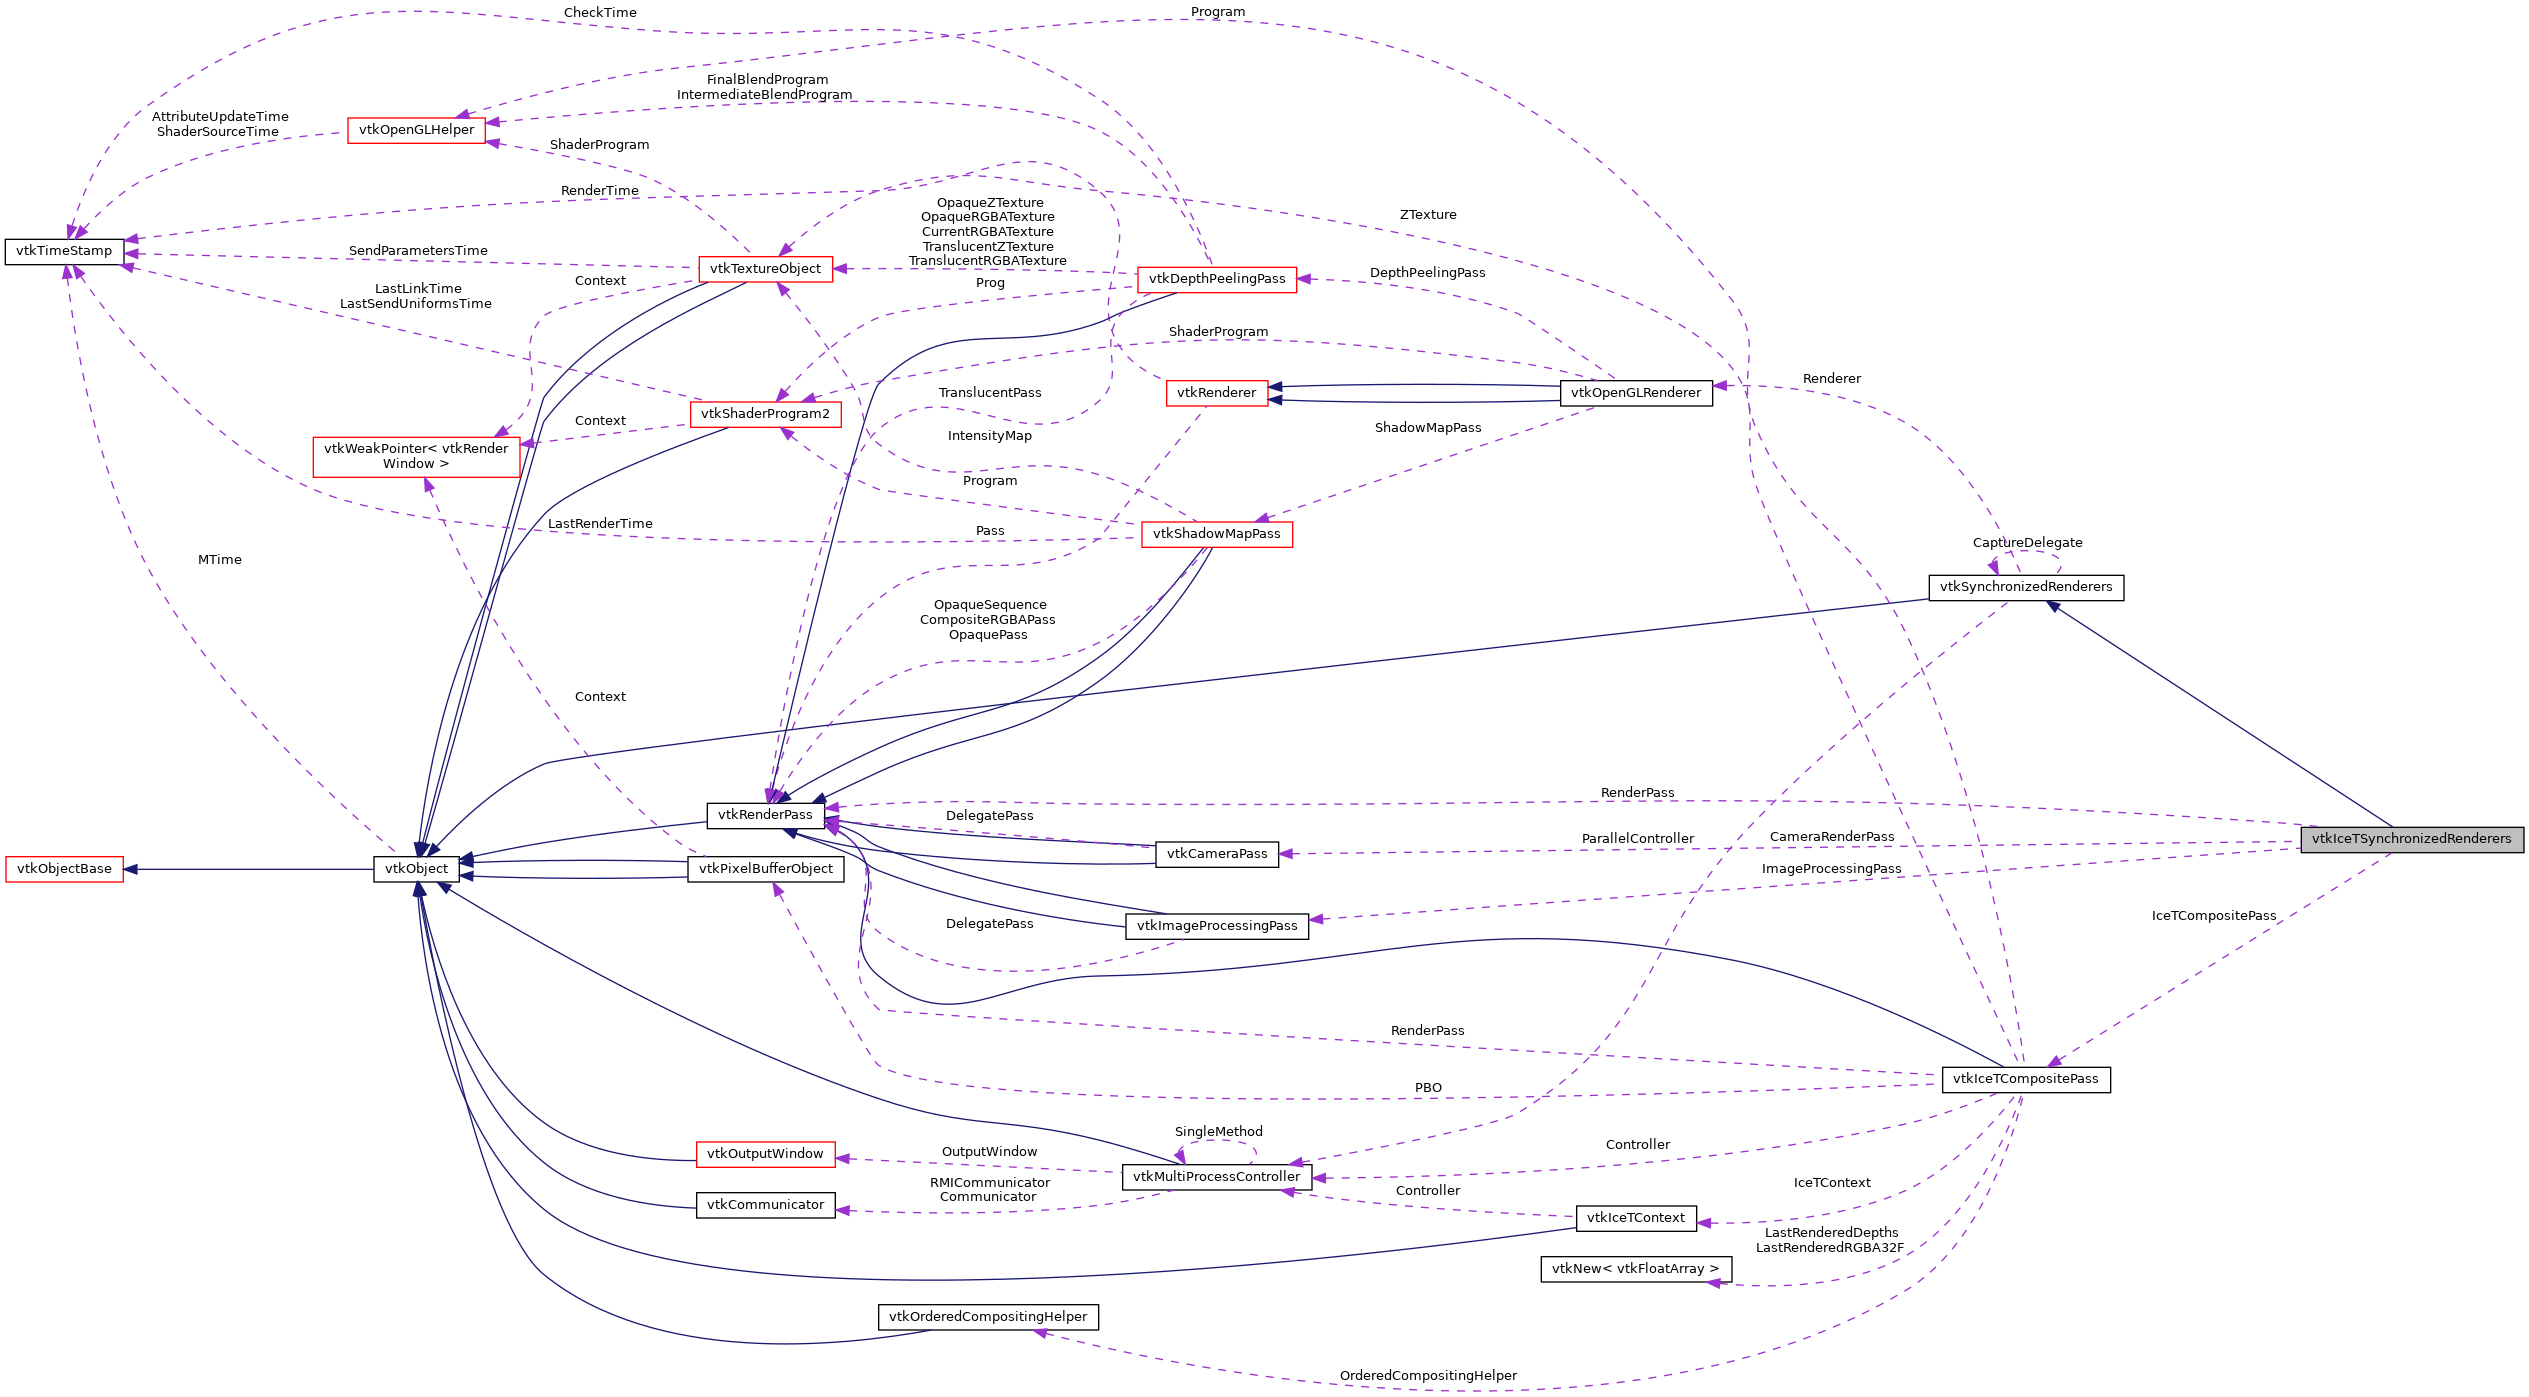 CheckTime
Program
FinalBlendProgram
IntermediateBlendProgram
AttributeUpdateTime
ShaderSourceTime
vtkOpenGLHelper
ShaderProgram
RenderTime
OpaqueZTexture
OpaqueRGBATexture
CurrentRGBATexture
TranslucentZTexture
TranslucentRGBATexture
ZTexture
vtkTimeStamp
SendParametersTime
vtkTextureObject
vtkDepthPeelingPass
DepthPeelingPass
Context
Prog
LastLinkTime
LastSendUniformsTime
ShaderProgram
Renderer
TranslucentPass
vtkRenderer
vtkOpenGLRenderer
vtkShaderProgram2
Context
ShadowMapPass
IntensityMap
vtkWeakPointer< vtkRender
Window >
Program
LastRenderTime
Pass
vtkShadowMapPass
CaptureDelegate
MTime
vtkSynchronizedRenderers
OpaqueSequence
CompositeRGBAPass
OpaquePass
Context
RenderPass
vtkRenderPass
DelegatePass
ParallelController
CameraRenderPass
vtkIceTSynchronizedRenderers
vtkCameraPass
vtkObjectBase
vtkObject
vtkPixelBufferObject
ImageProcessingPass
IceTCompositePass
DelegatePass
vtkImageProcessingPass
RenderPass
vtkIceTCompositePass
PBO
SingleMethod
Controller
vtkOutputWindow
OutputWindow
vtkMultiProcessController
RMICommunicator
Communicator
IceTContext
Controller
vtkCommunicator
vtkIceTContext
LastRenderedDepths
LastRenderedRGBA32F
vtkNew< vtkFloatArray >
vtkOrderedCompositingHelper
OrderedCompositingHelper